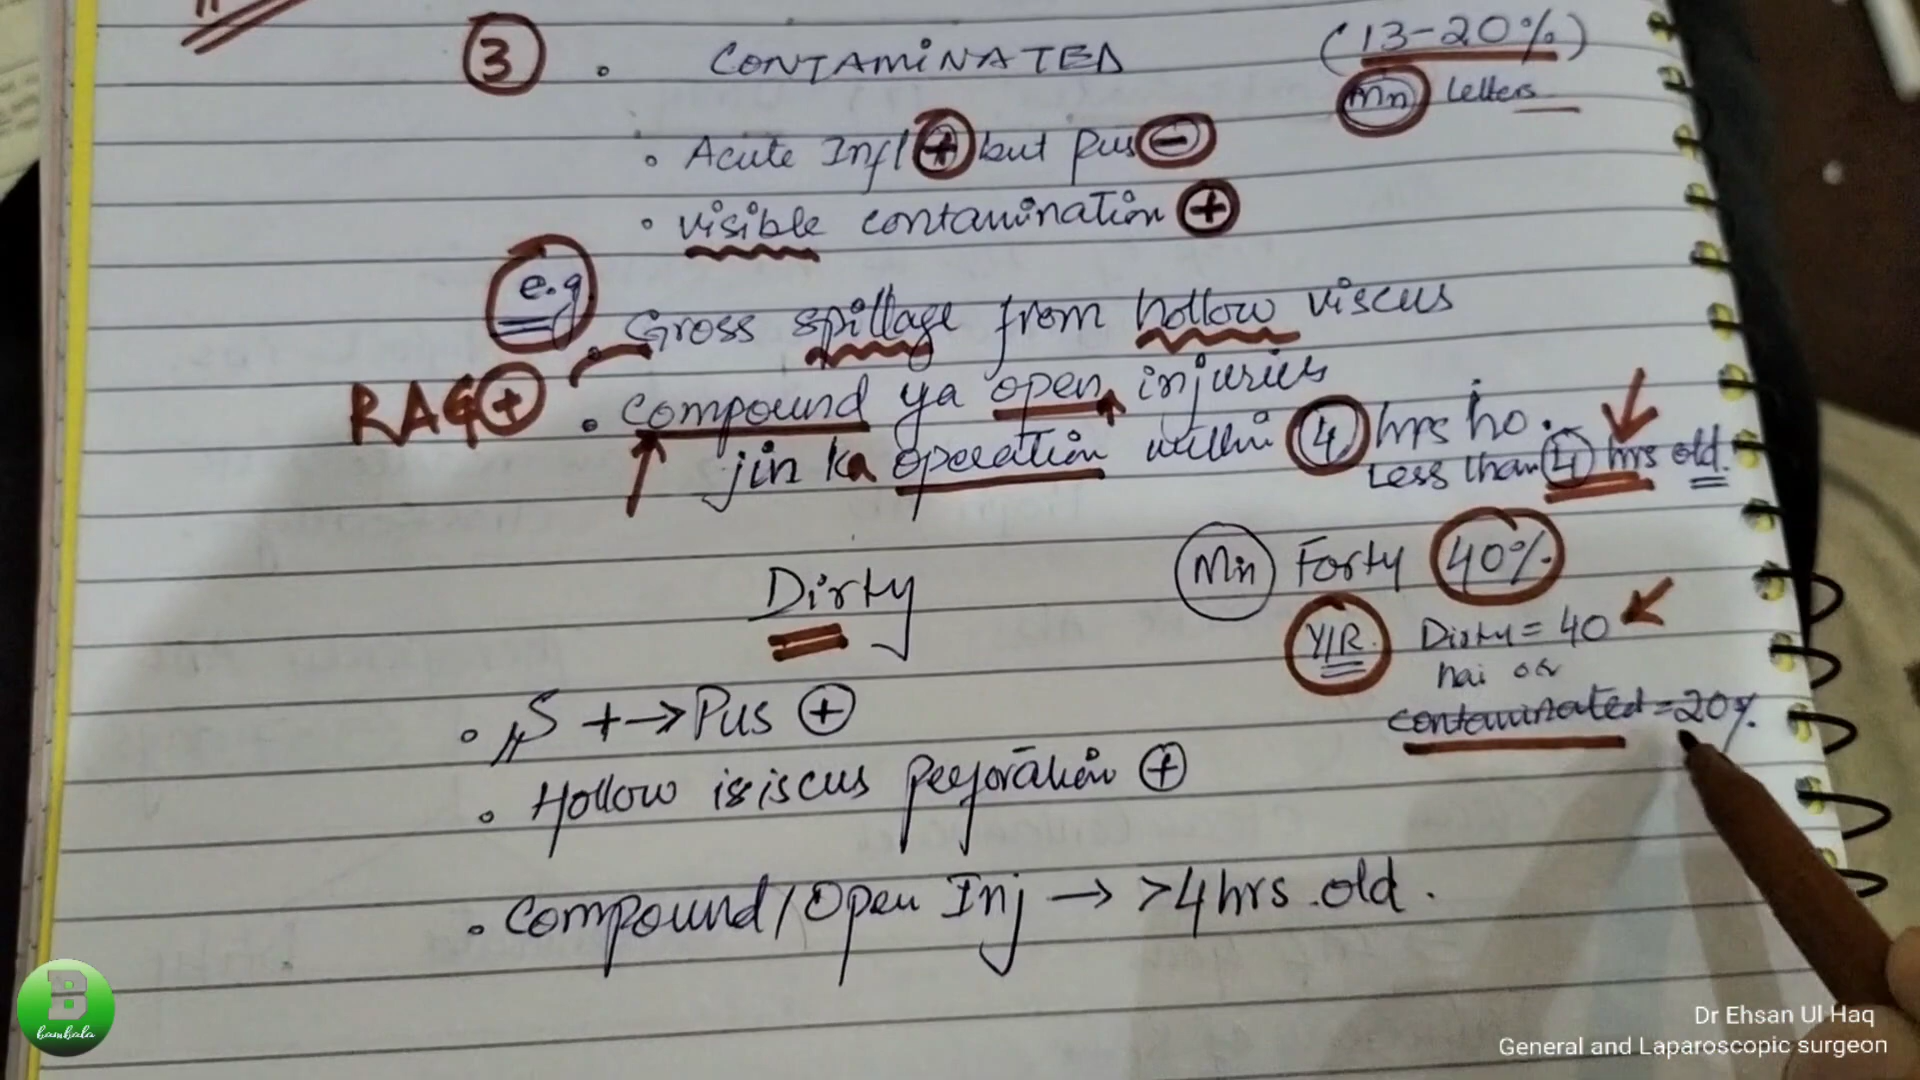 3 . CONTAMINATED (13-20%)
Mn Letters
• Acute Infl + but pus −
• visible contamination +
e.g
. Gross spillage from hollow viscus
RAG +
. compound ya open injuries
jin ka operation within 4 hrs ho.
Less than 4 hrs old.
Dirty
Mn Forty 40%.
Y/R. Dirty = 40
hai or
contaminated = 20%.
• S + → Pus +
• Hollow isiscus perforation +
• compound/Open Inj → >4hrs old.
B
bambala
Dr Ehsan Ul Haq
General and Laparoscopic surgeon